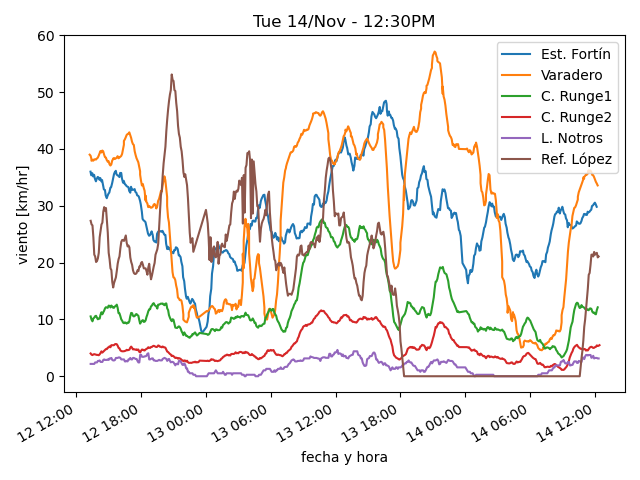 Tue 14/Nov - 12:30PM
60
50
40
30
20
10
0
viento [km/hr]
Est. Fortín
Varadero
C. Runge1
C. Runge2
L. Notros
Ref. López
12 12:00
12 18:00
13 00:00
13 06:00
13 12:00
13 18:00
14 00:00
14 06:00
14 12:00
fecha y hora